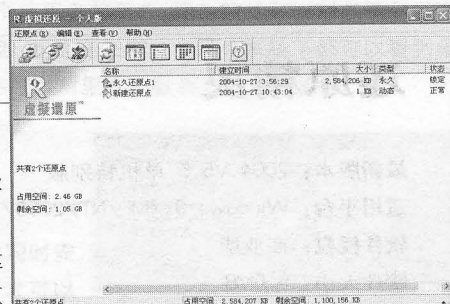 虚拟还原 - 个人版
还原点(S) 编辑(E) 查看(V) 帮助(H)
名称 建立时间 大小 类型 状态
永久还原点1 2004-10-27 3:56:29 2,584,206 KB 永久 锁定
新建还原点 2004-10-27 10:43:04 1 KB 动态 正常
虚擬還原
共有2个还原点
占用空间: 2.46 GB
剩余空间: 1.05 GB
共有2个还原点 占用空间: 2,584,207 KB 剩余空间: 1,100,156 KB